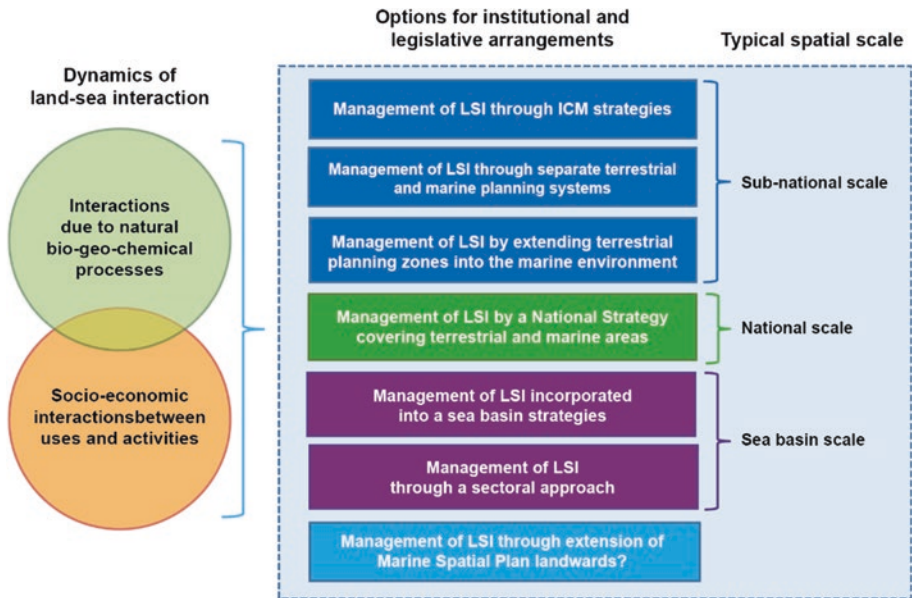 Options for institutional and
legislative arrangements
Typical spatial scale
Dynamics of
land-sea interaction
Interactions
due to natural
bio-geo-chemical
processes
Socio-economic
interactionsbetween
uses and activities
Management of LSI through ICM strategies
Management of LSI through separate terrestrial
and marine planning systems
Management of LSI by extending terrestrial
planning zones into the marine environment
Sub-national scale
Management of LSI by a National Strategy
covering terrestrial and marine areas
National scale
Management of LSI incorporated
into a sea basin strategies
Management of LSI
through a sectoral approach
Sea basin scale
Management of LSI through extension of
Marine Spatial Plan landwards?